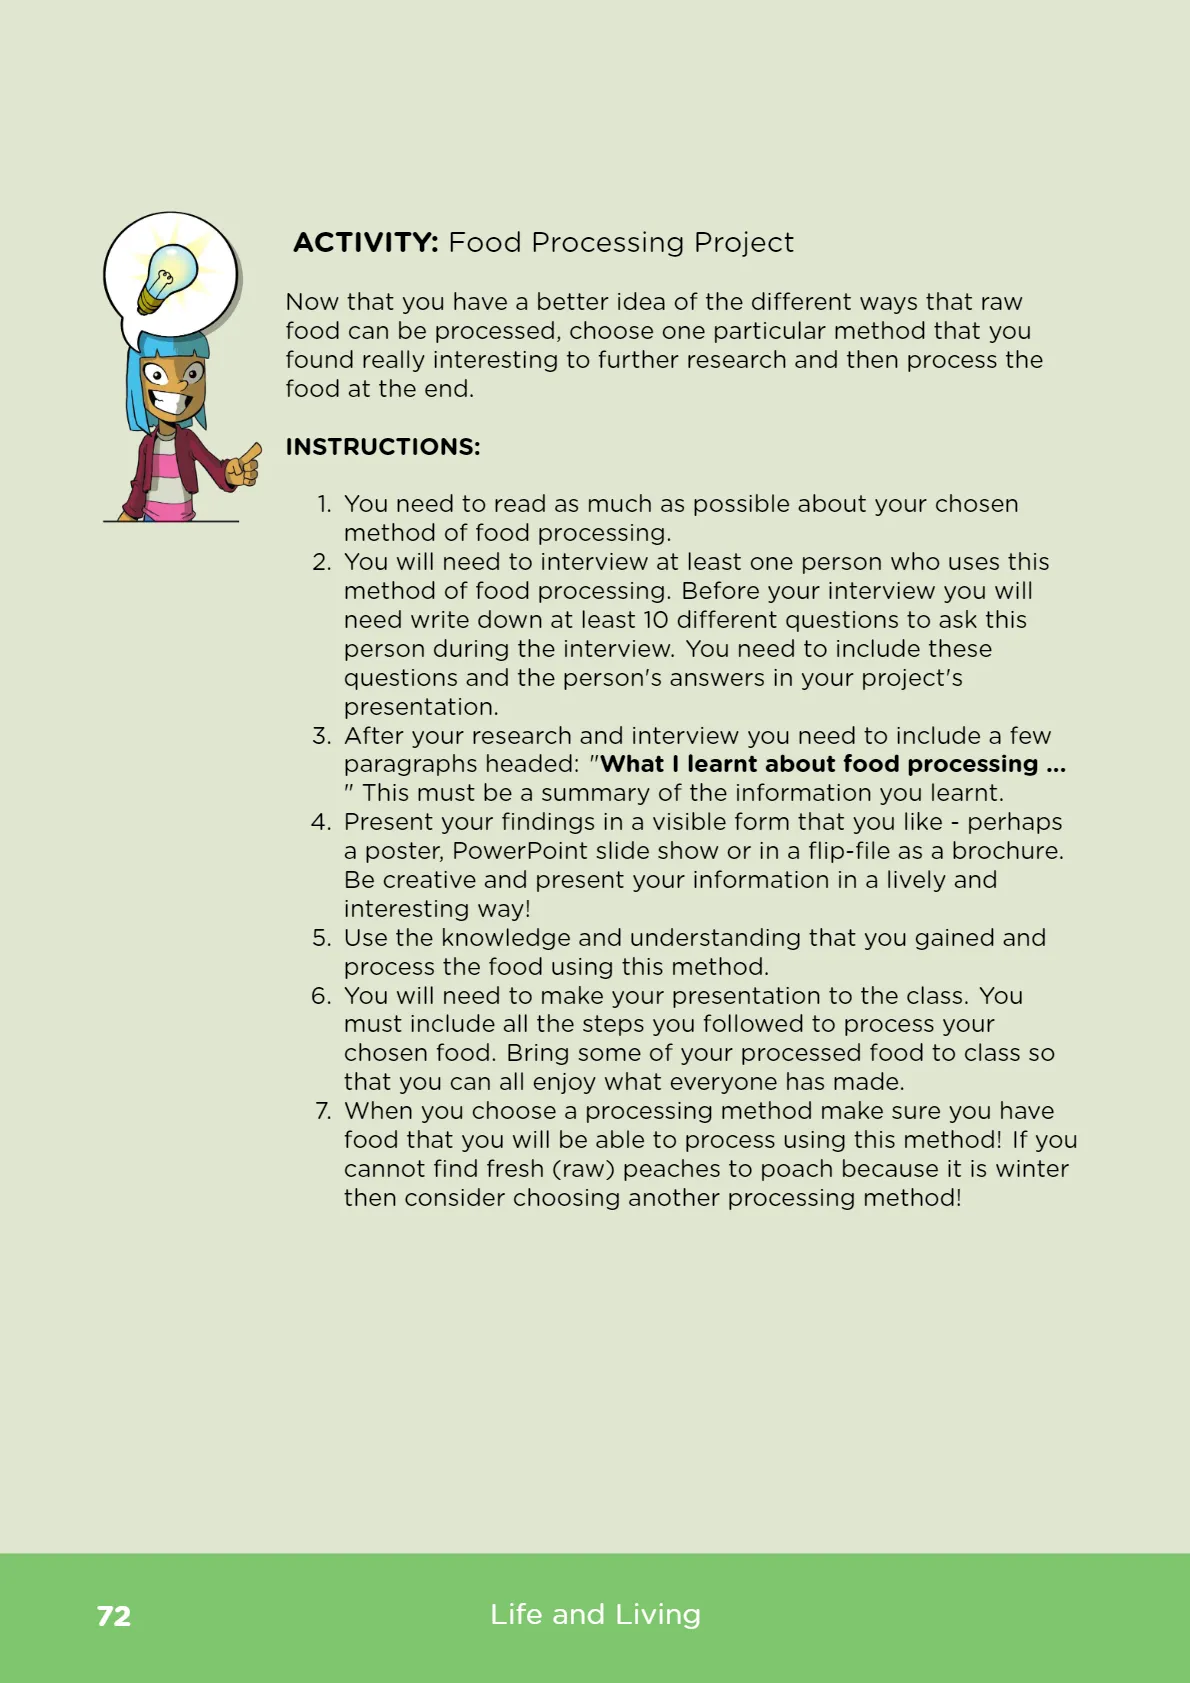 ACTIVITY: Food Processing Project
Now that you have a better idea of the different ways that raw
food can be processed, choose one particular method that you
found really interesting to further research and then process the
food at the end.
INSTRUCTIONS:
1. You need to read as much as possible about your chosen
method of food processing.
2. You will need to interview at least one person who uses this
method of food processing. Before your interview you will
need write down at least 10 different questions to ask this
person during the interview. You need to include these
questions and the person's answers in your project's
presentation.
3. After your research and interview you need to include a few
paragraphs headed: "What I learnt about food processing ...
" This must be a summary of the information you learnt.
4. Present your findings in a visible form that you like - perhaps
a poster, PowerPoint slide show or in a flip-file as a brochure.
Be creative and present your information in a lively and
interesting way!
5. Use the knowledge and understanding that you gained and
process the food using this method.
6. You will need to make your presentation to the class. You
must include all the steps you followed to process your
chosen food. Bring some of your processed food to class so
that you can all enjoy what everyone has made.
7. When you choose a processing method make sure you have
food that you will be able to process using this method! If you
cannot find fresh (raw) peaches to poach because it is winter
then consider choosing another processing method!
72 Life and Living